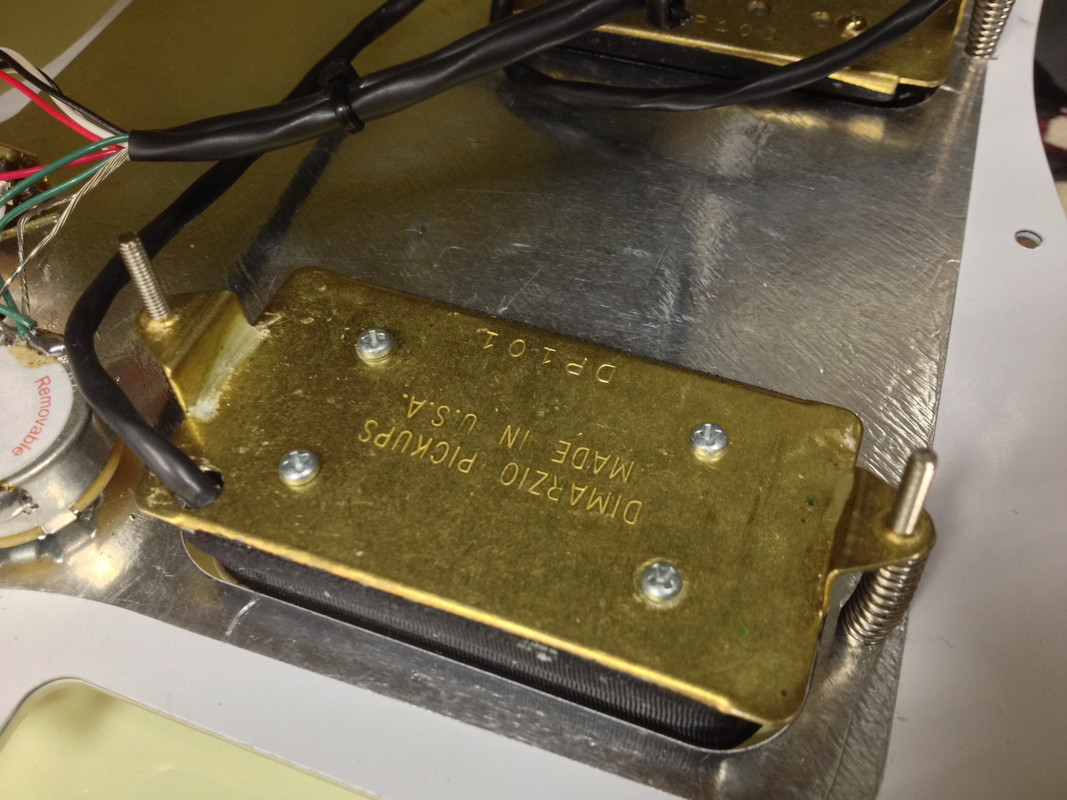 DIMARZIO PICKUPS
MADE IN U.S.A.
DP101
Removable